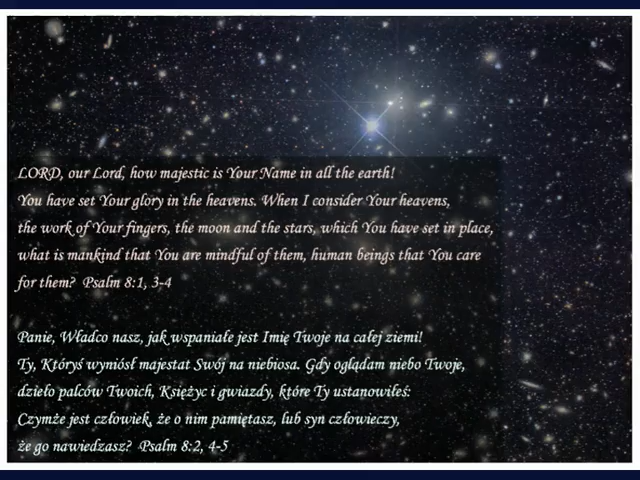 LORD, our Lord, how majestic is Your Name in all the earth!
You have set Your glory in the heavens. When I consider Your heavens,
the work of Your fingers, the moon and the stars, which You have set in place,
what is mankind that You are mindful of them, human beings that You care
for them? Psalm 8:1, 3-4
Panie, Władco nasz, jak wspaniałe jest Imię Twoje na całej ziemi!
Ty, Któryś wyniósł majestat Swój na niebiosa. Gdy oglądam niebo Twoje,
dzieło palców Twoich, Księżyc i gwiazdy, które Ty ustanowiłeś:
Czymże jest człowiek, że o nim pamiętasz, lub syn człowieczy,
że go nawiedzasz? Psalm 8:2, 4-5